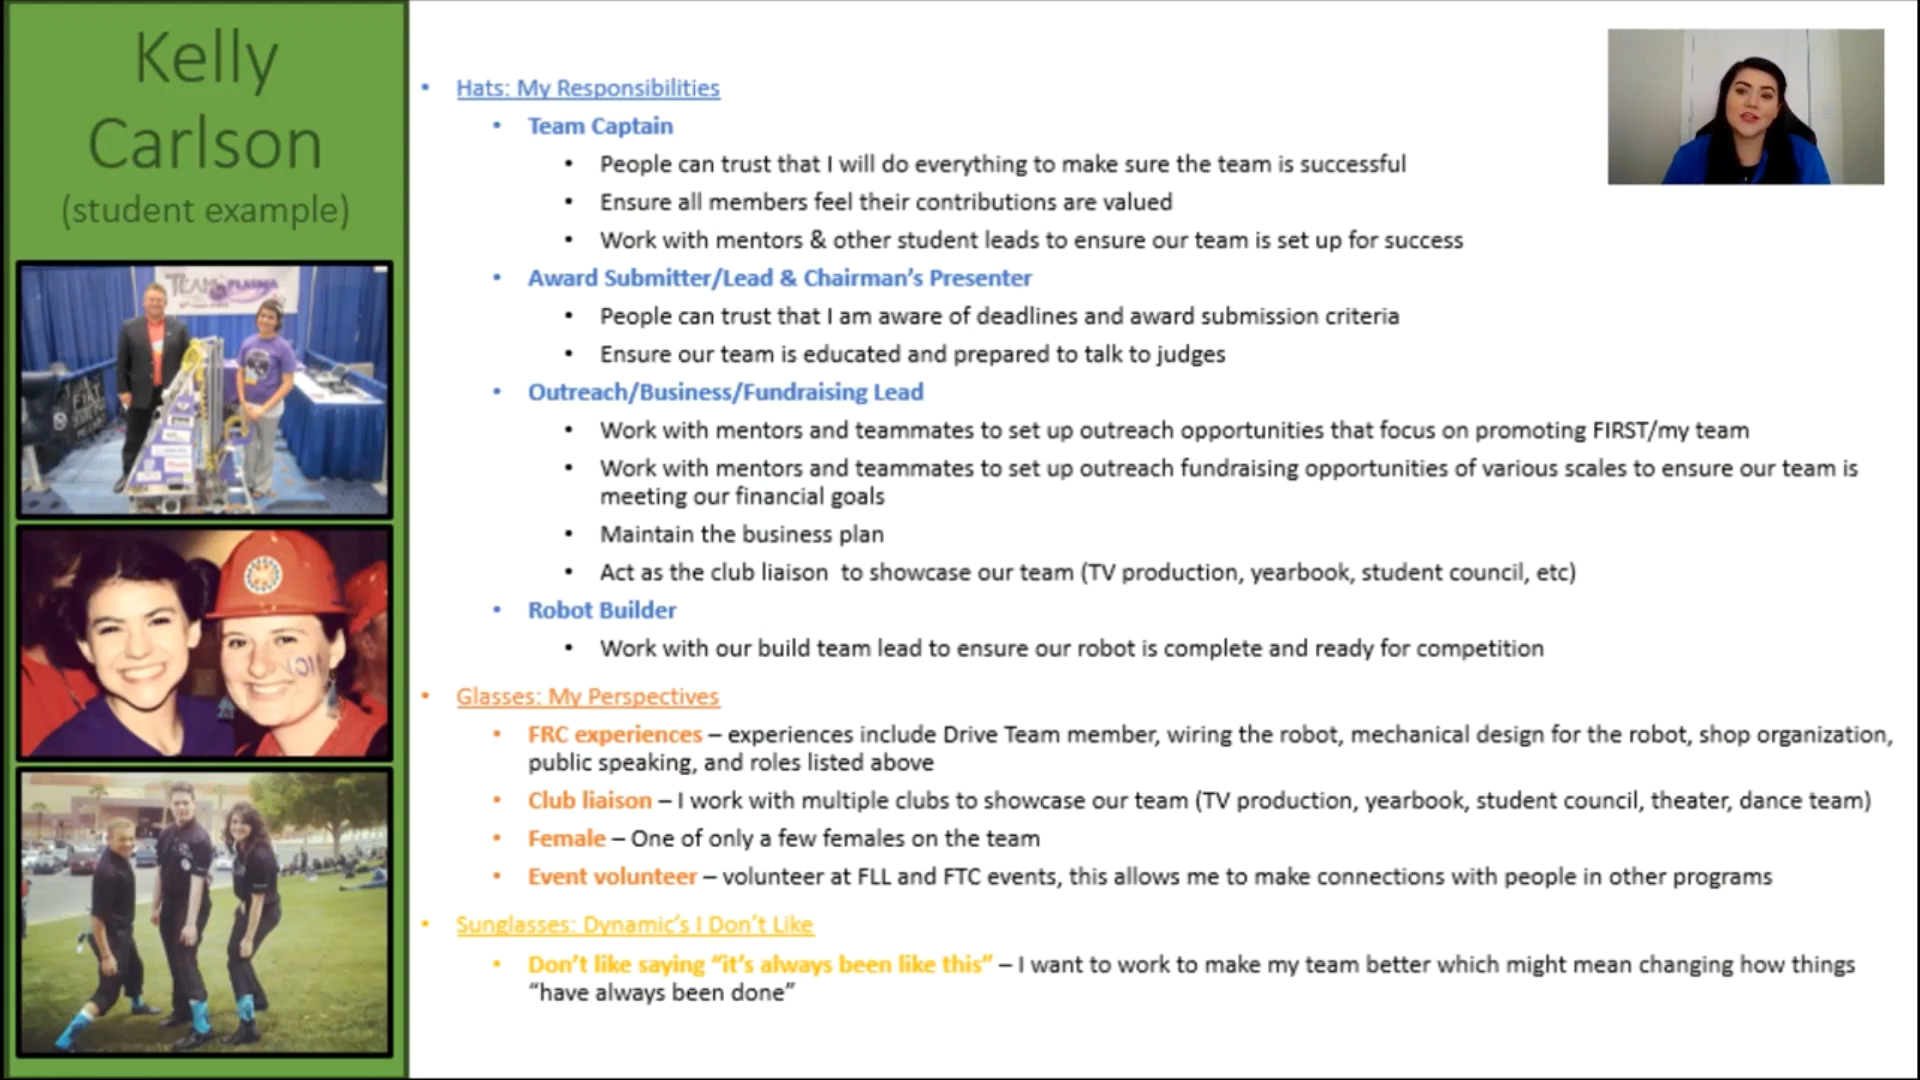 Kelly
Carlson
(student example)
TEAM PLASMA
Hats: My Responsibilities
Team Captain
People can trust that I will do everything to make sure the team is successful
Ensure all members feel their contributions are valued
Work with mentors & other student leads to ensure our team is set up for success
Award Submitter/Lead & Chairman’s Presenter
People can trust that I am aware of deadlines and award submission criteria
Ensure our team is educated and prepared to talk to judges
Outreach/Business/Fundraising Lead
Work with mentors and teammates to set up outreach opportunities that focus on promoting FIRST/my team
Work with mentors and teammates to set up outreach fundraising opportunities of various scales to ensure our team is
meeting our financial goals
Maintain the business plan
Act as the club liaison to showcase our team (TV production, yearbook, student council, etc)
Robot Builder
Work with our build team lead to ensure our robot is complete and ready for competition
Glasses: My Perspectives
FRC experiences – experiences include Drive Team member, wiring the robot, mechanical design for the robot, shop organization,
public speaking, and roles listed above
Club liaison – I work with multiple clubs to showcase our team (TV production, yearbook, student council, theater, dance team)
Female – One of only a few females on the team
Event volunteer – volunteer at FLL and FTC events, this allows me to make connections with people in other programs
Sunglasses: Dynamic’s I Don’t Like
Don’t like saying “it’s always been like this” – I want to work to make my team better which might mean changing how things
“have always been done”